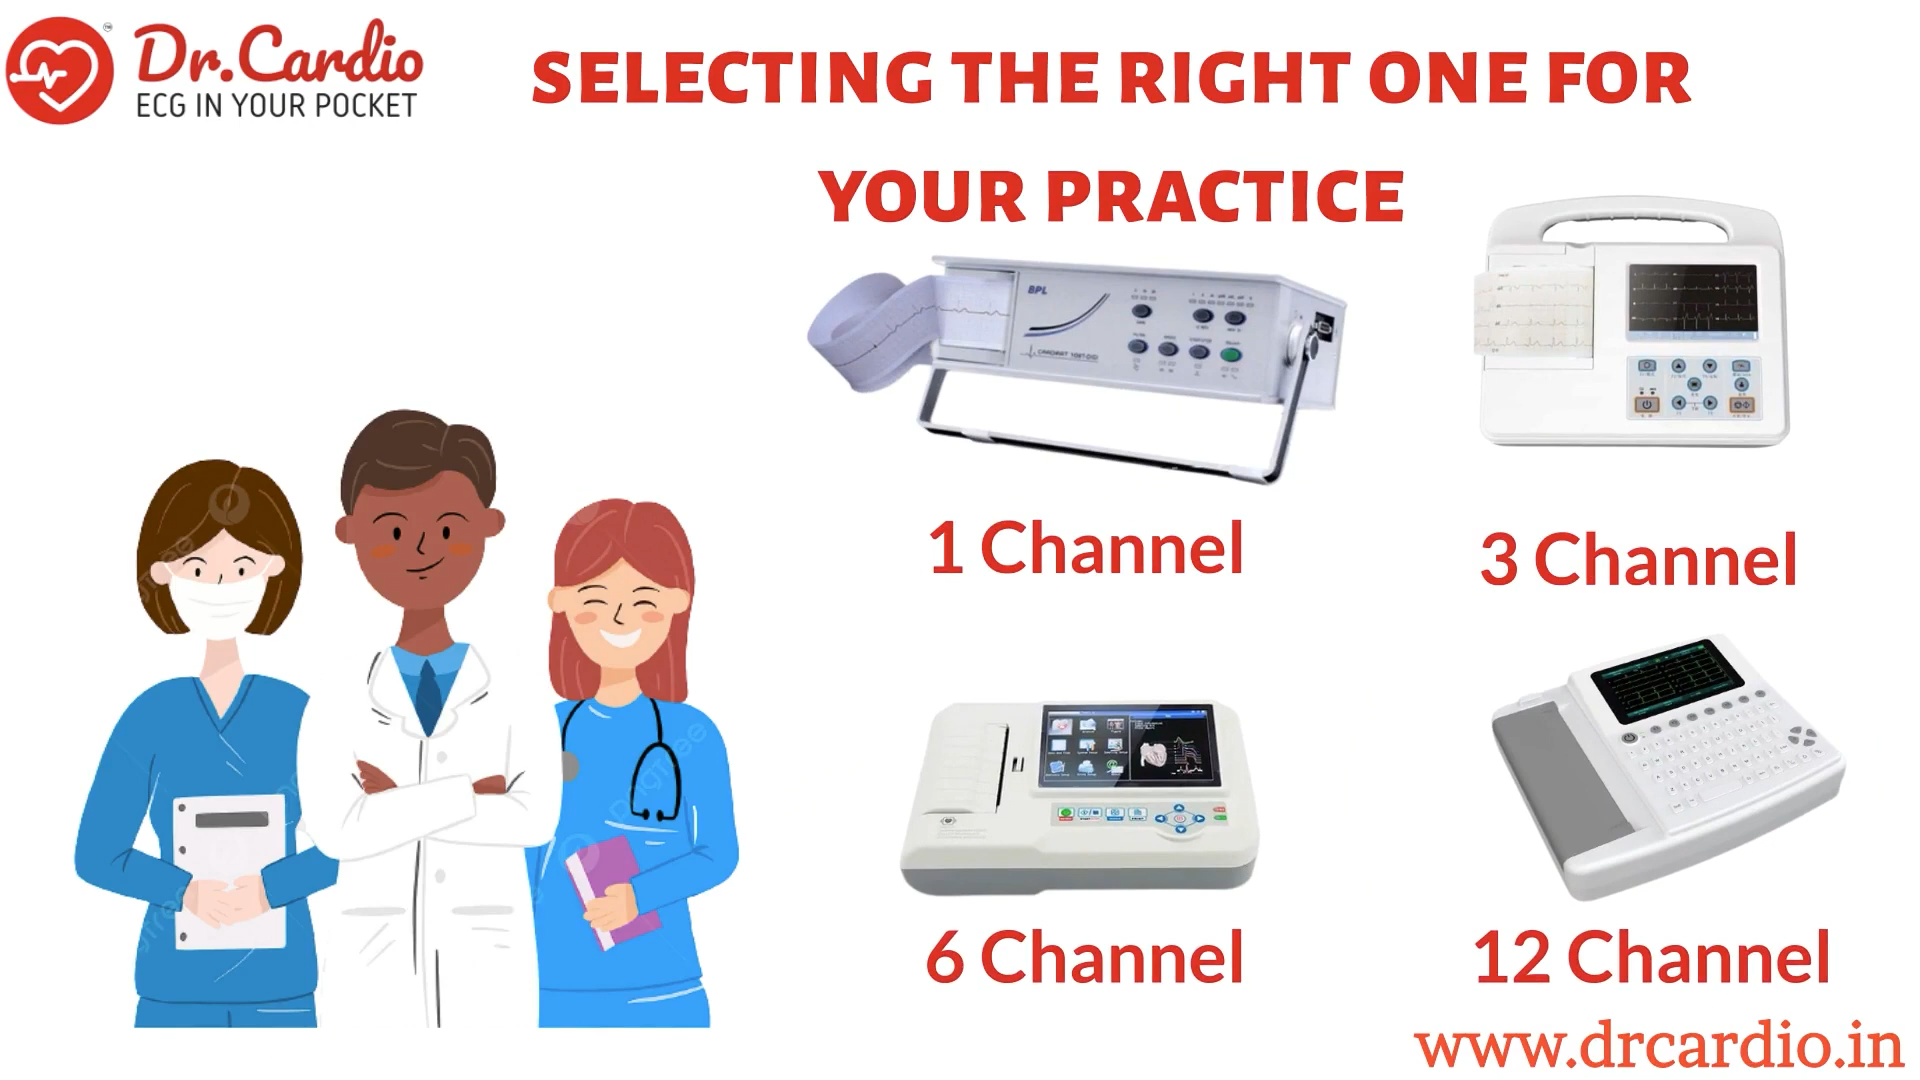 Dr.Cardio
ECG IN YOUR POCKET
SELECTING THE RIGHT ONE FOR
YOUR PRACTICE
BPL
1 Channel
3 Channel
6 Channel
12 Channel
www.drcardio.in